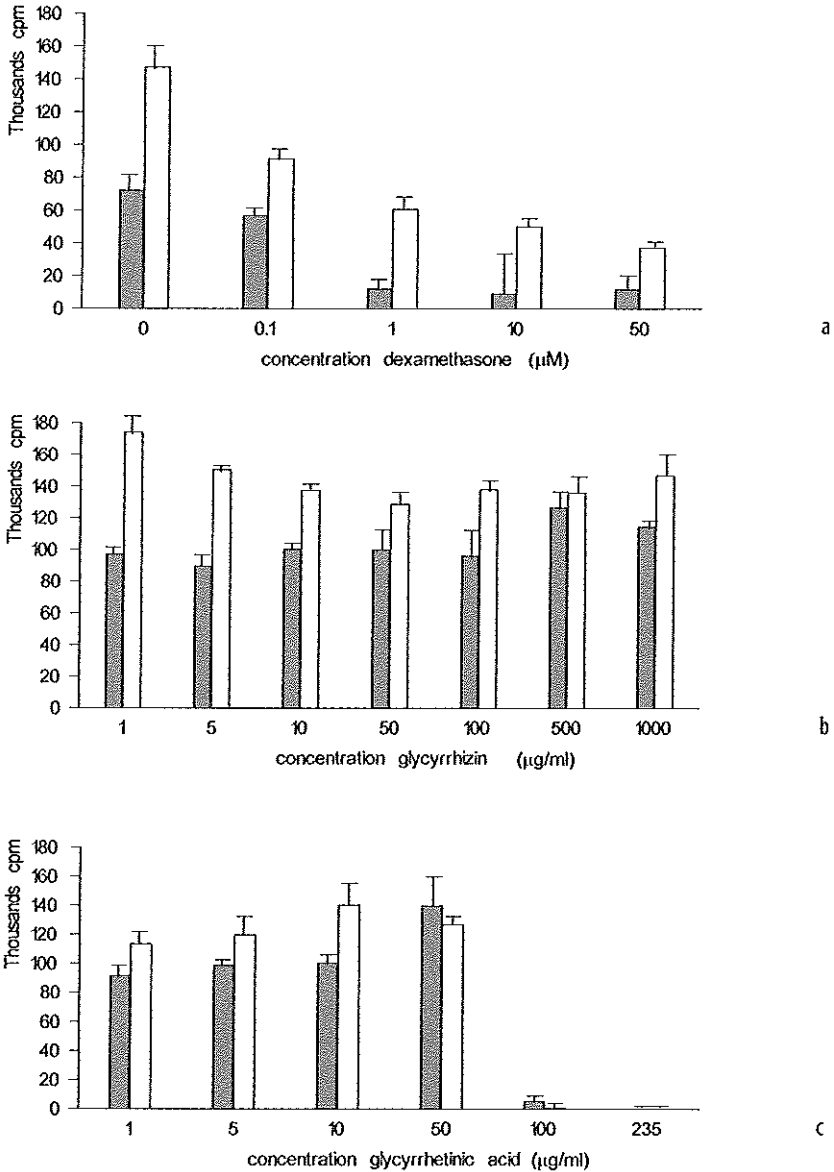 Thousands cpm
180
160
140
120
100
80
60
40
20
0
0 0.1 1 10 50
concentration dexamethasone (μM)
a
Thousands cpm
180
160
140
120
100
80
60
40
20
0
1 5 10 50 100 500 1000
concentration glycyrrhizin (μg/ml)
b
Thousands cpm
180
160
140
120
100
80
60
40
20
0
1 5 10 50 100 235
concentration glycyrrhetinic acid (μg/ml)
c